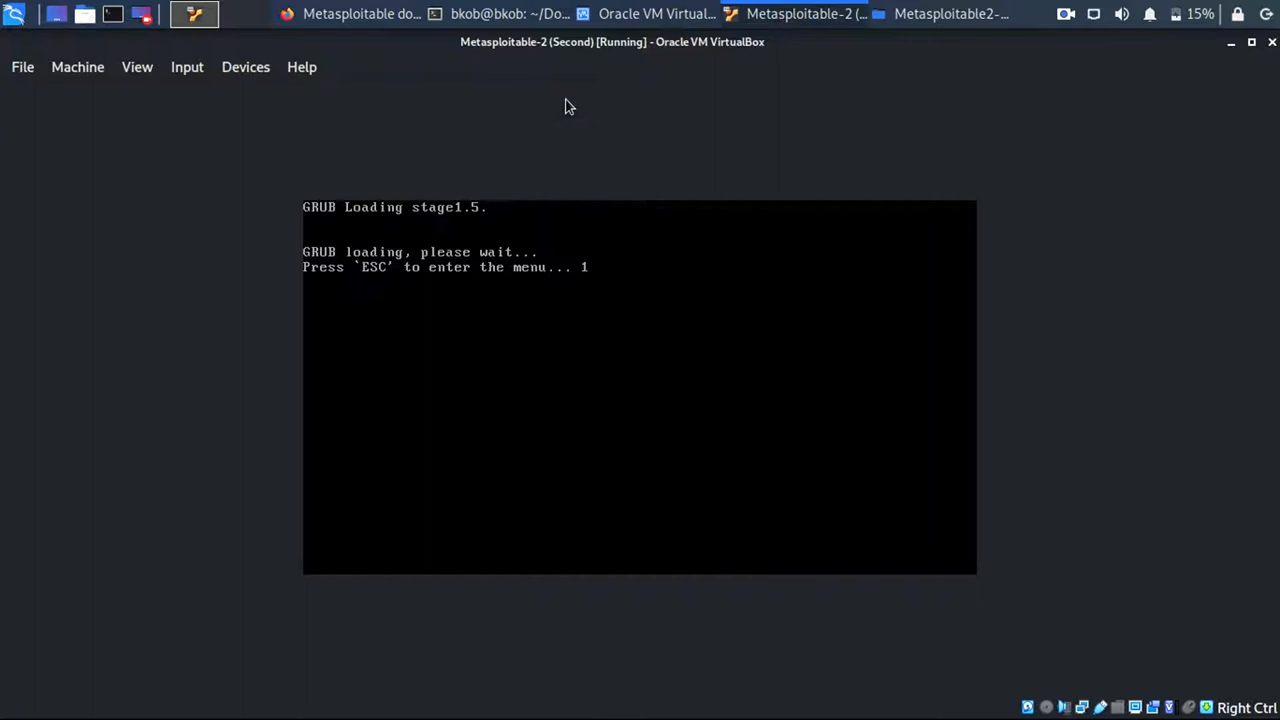 Metasploitable do...
bkob@bkob: ~/Do...
Oracle VM Virtual...
Metasploitable-2 (...
Metasploitable2-...
15%
Metasploitable-2 (Second) [Running] - Oracle VM VirtualBox
File Machine View Input Devices Help
GRUB Loading stage1.5.
GRUB loading, please wait...
Press `ESC' to enter the menu... 1
Right Ctrl